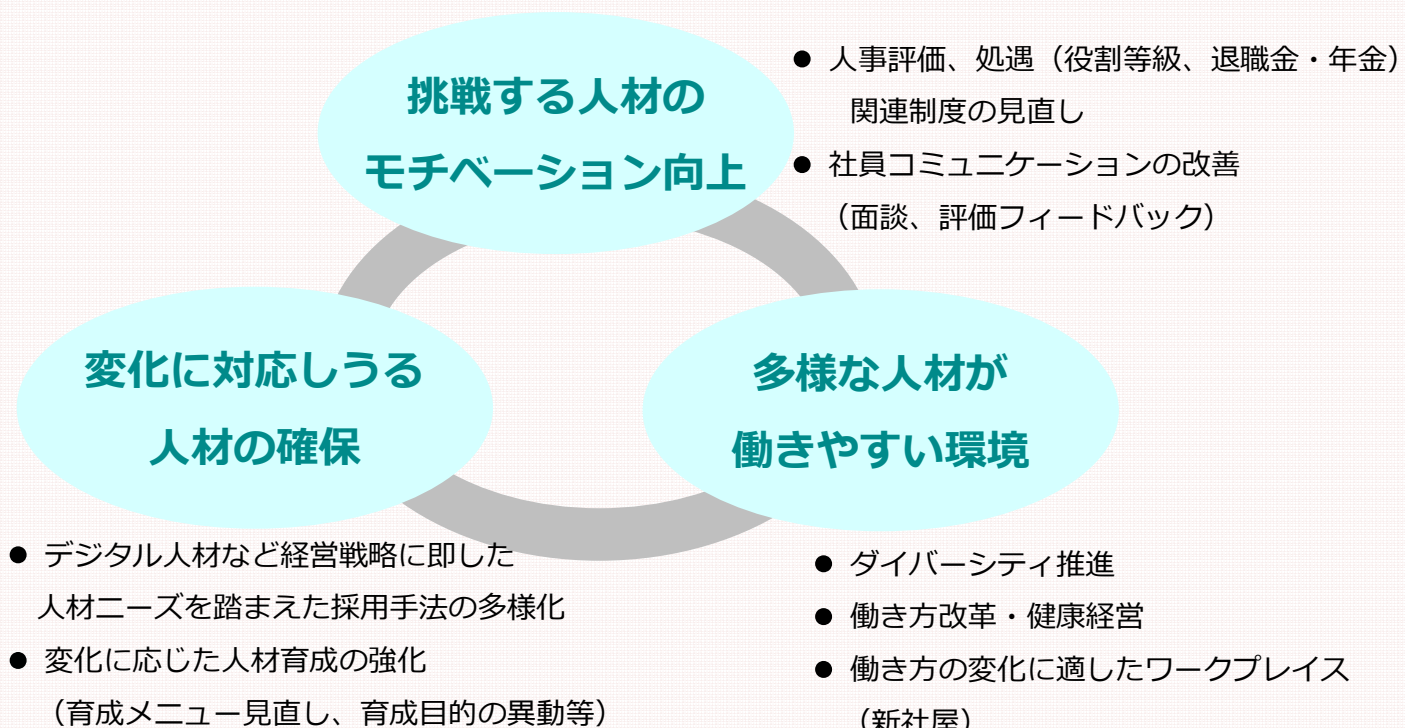 挑戦する人材の
モチベーション向上
● 人事評価、処遇（役割等級、退職金・年金）
関連制度の見直し
● 社員コミュニケーションの改善
（面談、評価フィードバック）
変化に対応しうる
人材の確保
多様な人材が
働きやすい環境
● デジタル人材など経営戦略に即した
人材ニーズを踏まえた採用手法の多様化
● 変化に応じた人材育成の強化
（育成メニュー見直し、育成目的の異動等）
● ダイバーシティ推進
● 働き方改革・健康経営
● 働き方の変化に適したワークプレイス
（新社屋）